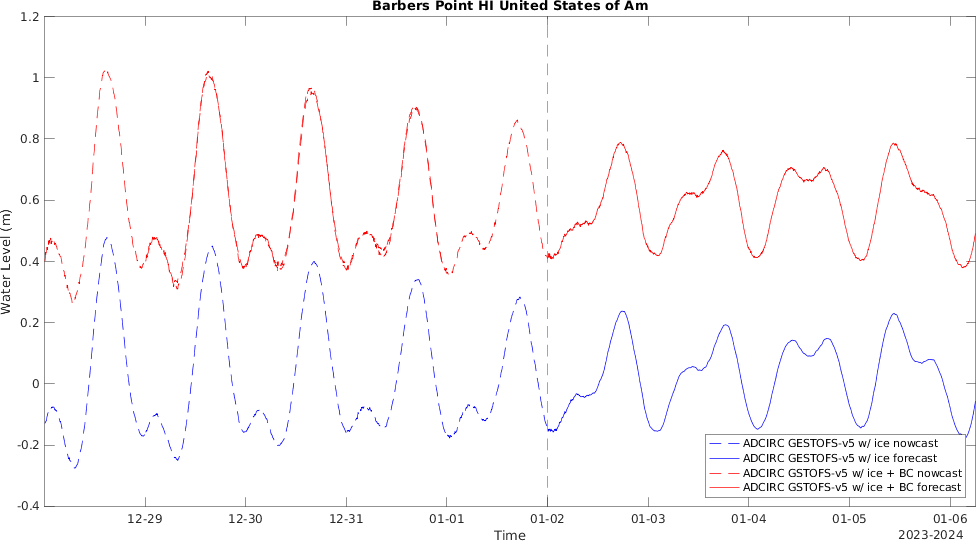 Barbers Point HI United States of Am
1.2
1
0.8
0.6
0.4
0.2
0
-0.2
-0.4
Water Level (m)
ADCIRC GESTOFS-v5 w/ ice nowcast
ADCIRC GESTOFS-v5 w/ ice forecast
ADCIRC GSTOFS-v5 w/ ice + BC nowcast
ADCIRC GSTOFS-v5 w/ ice + BC forecast
12-29 12-30 12-31 01-01 01-02 01-03 01-04 01-05 01-06
Time
2023-2024